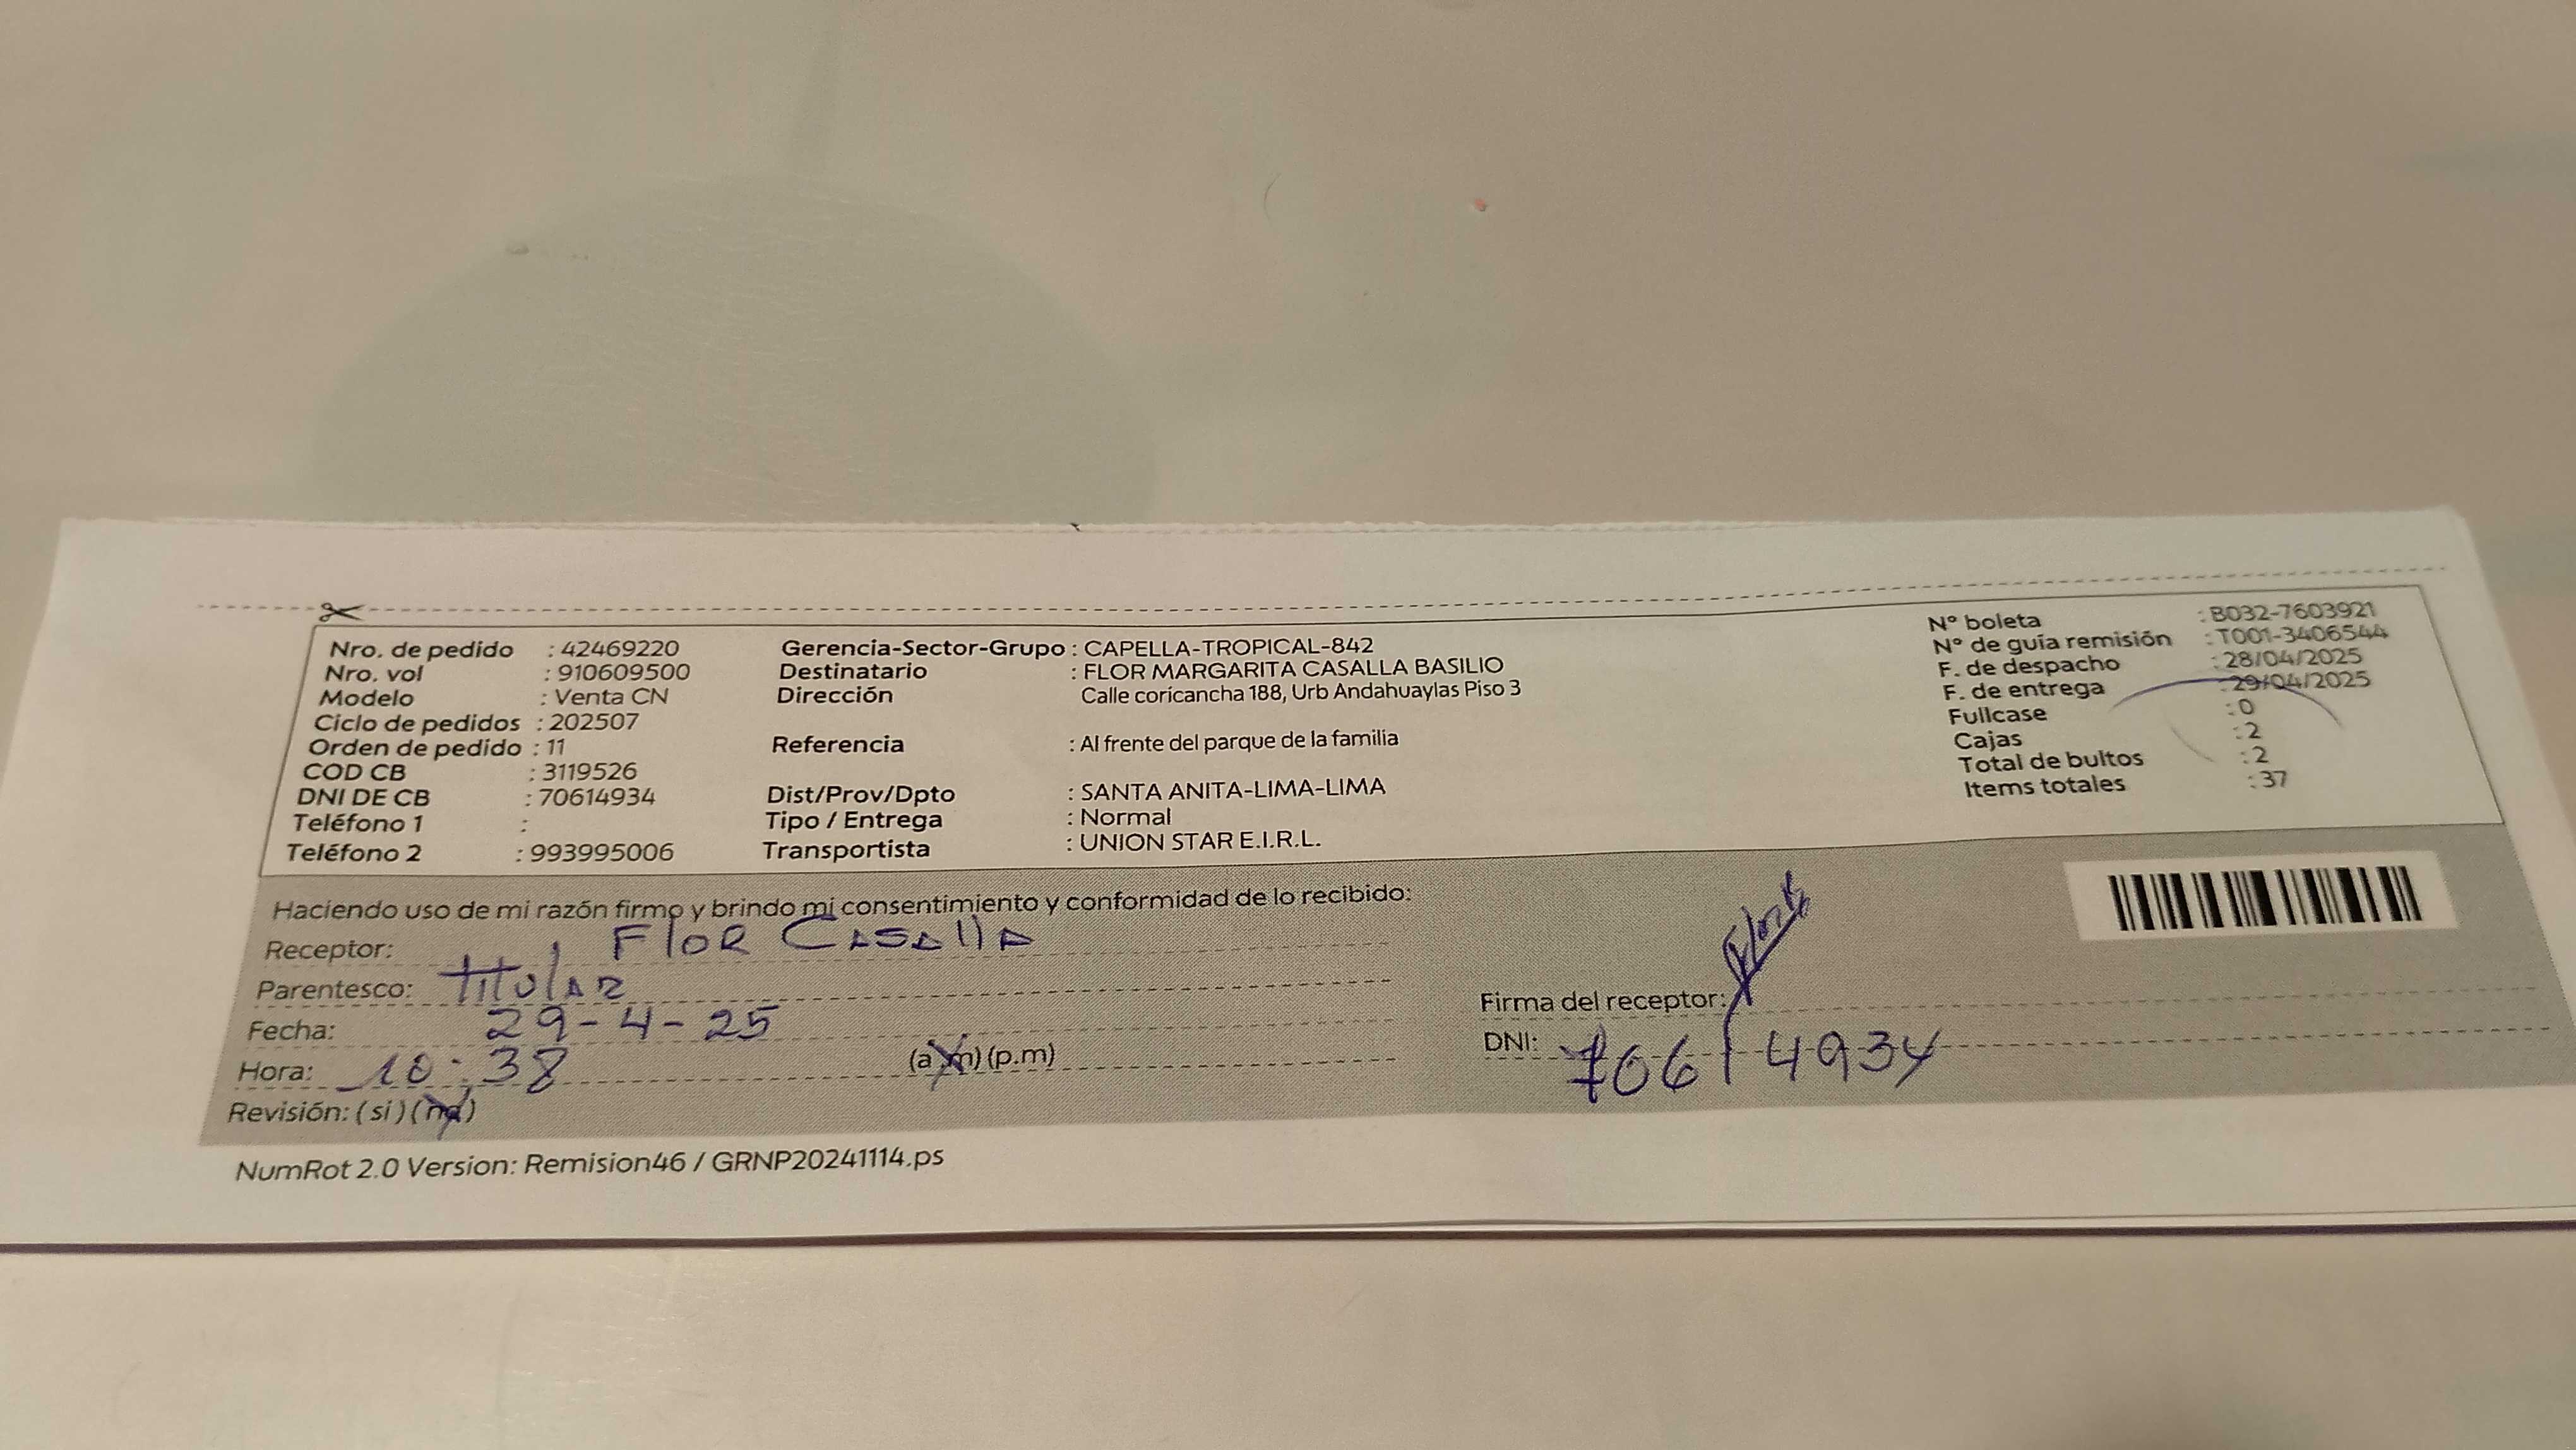 Nro. de pedido : 42469220
Nro. vol : 910609500
Modelo : Venta CN
Ciclo de pedidos : 202507
Orden de pedido : 11
COD CB : 3119526
DNI DE CB : 70614934
Teléfono 1 :
Teléfono 2 : 993995006
Gerencia-Sector-Grupo : CAPELLA-TROPICAL-842
Destinatario : FLOR MARGARITA CASALLA BASILIO
Dirección Calle coricancha 188, Urb Andahuaylas Piso 3
Referencia : Al frente del parque de la familia
Dist/Prov/Dpto : SANTA ANITA-LIMA-LIMA
Tipo / Entrega : Normal
Transportista : UNION STAR E.I.R.L.
N° boleta : B032-7603921
N° de guía remisión : T001-3406544
F. de despacho : 28/04/2025
F. de entrega : 29/04/2025
Fullcase : 0
Cajas : 2
Total de bultos : 2
Items totales : 37
Haciendo uso de mi razón firmo y brindo mi consentimiento y conformidad de lo recibido:
Receptor: FloR CASAllA
Parentesco: titulAR
Fecha: 29-4-25
Hora: 10:38 (a.m) (p.m)
Revisión: (si) (no)
Firma del receptor:
DNI: 70614934
NumRot 2.0 Version: Remision46 / GRNP20241114.ps